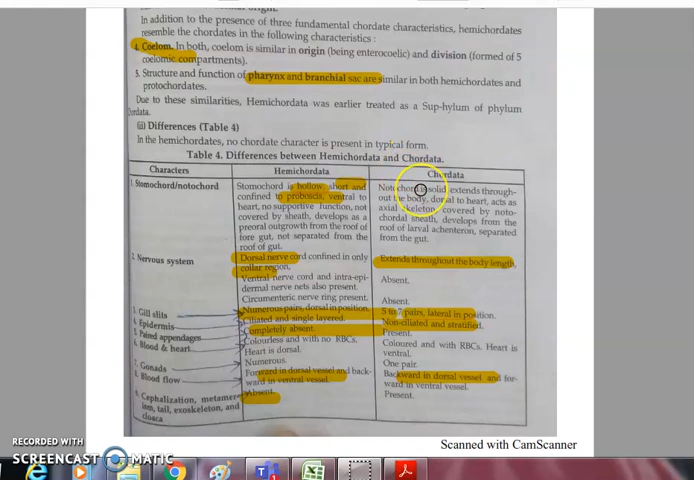 In addition to the presence of three fundamental chordate characteristics, hemichordates
resemble the chordates in the following characteristics :
4. Coelom. In both, coelom is similar in origin (being enterocoelic) and division (formed of 5
coelomic compartments).
5. Structure and function of pharynx and branchial sac are similar in both hemichordates and
protochordates.
Due to these similarities, Hemichordata was earlier treated as a Sup-hylum of phylum
(ii) Differences (Table 4)
In the hemichordates, no chordate character is present in typical form.
Table 4. Differences between Hemichordata and Chordata.
Characters Hemichordata Chordata
1. Stomochord/notochord Stomochord is hollow, short and confined to proboscis, ventral to heart, no supportive function, not covered by sheath, develops as a preoral outgrowth from the roof of fore gut, not separated from the roof of gut. Notochord is solid extends through-
out the body, dorsal to heart, acts as
axial skeleton, covered by noto-
chordal sheath, develops from the
roof of larval achenteron, separated
from the gut.
2. Nervous system Dorsal nerve cord confined in only
collar region. Extends throughout the body length.
Ventral nerve cord and intra-epi-
dermal nerve nets also present. Absent.
Circumenteric nerve ring present. Absent.
3. Gill slits Numerous pairs, dorsal in position. 5 to 7 pairs, lateral in position.
4. Epidermis Ciliated and single layered. Non-ciliated and stratified.
5. Paired appendages Completely absent. Present.
6. Blood & heart Colourless and with no RBCs.
Heart is dorsal. Coloured and with RBCs. Heart is
ventral.
7. Gonads Numerous. One pair.
8. Blood flow Forward in dorsal vessel and back-
ward in ventral vessel. Backward in dorsal vessel and for-
ward in ventral vessel.
9. Cephalization, metamer-
ism, tail, exoskeleton, and
cloaca Absent. Present.
Scanned with CamScanner
RECORDED WITH
SCREENCAST MATIC